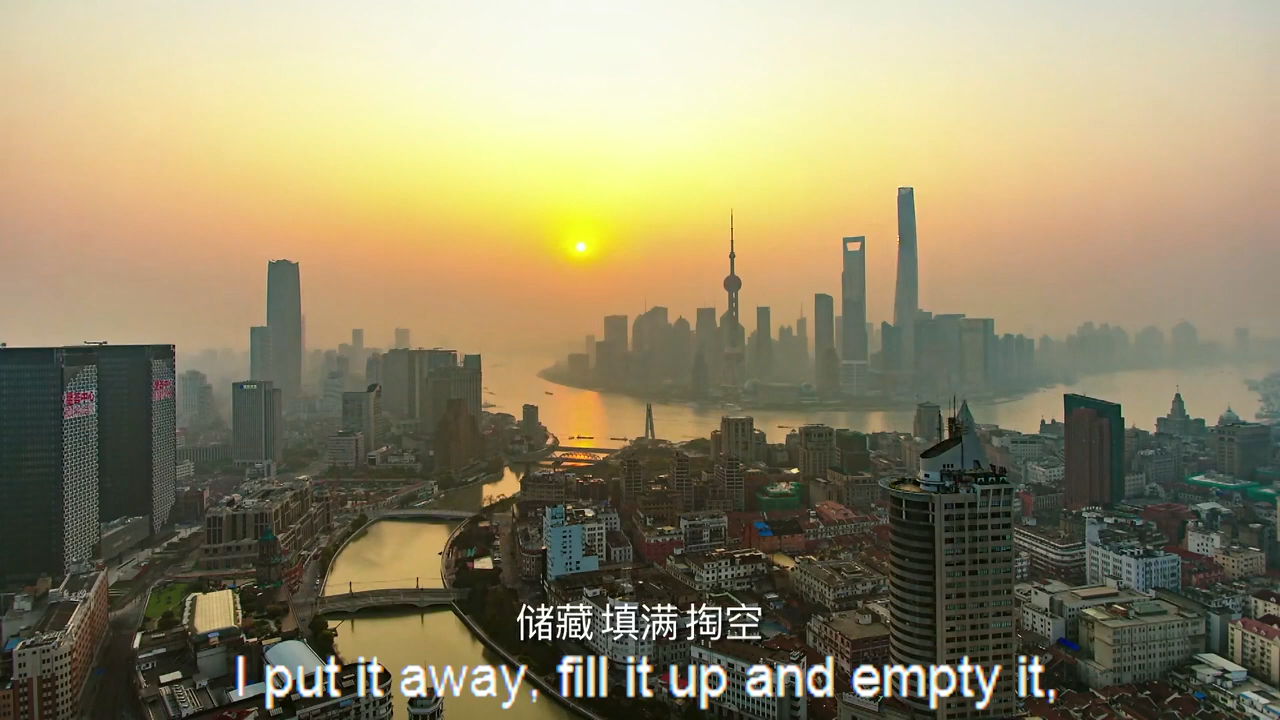 储藏 填满 掏空
I put it away, fill it up and empty it,